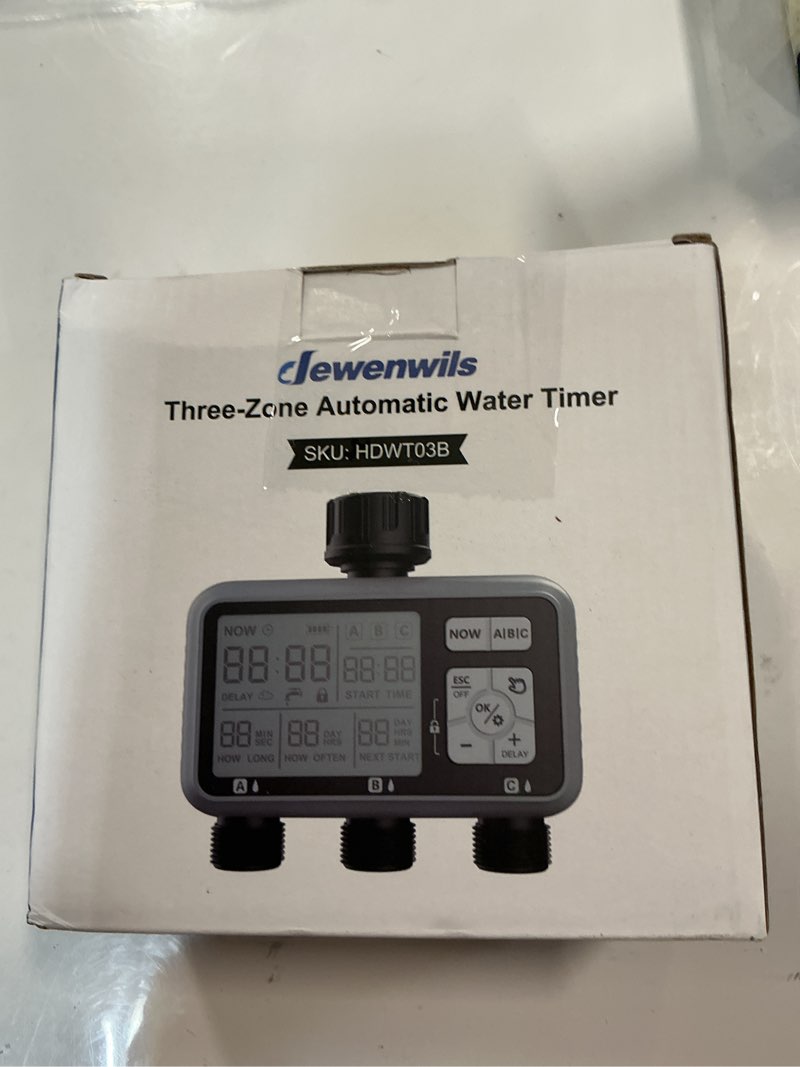 dewenwils
Three-Zone Automatic Water Timer
SKU: HDWT03B
NOW
A B C
88:88
88:88
DELAY
START TIME
88 MIN SEC
88 DAY HRS
88 DAY HRS MIN
HOW LONG
HOW OFTEN
NEXT START
NOW
A|B|C
ESC
OFF
OK/
-
+
DELAY
A
B
C